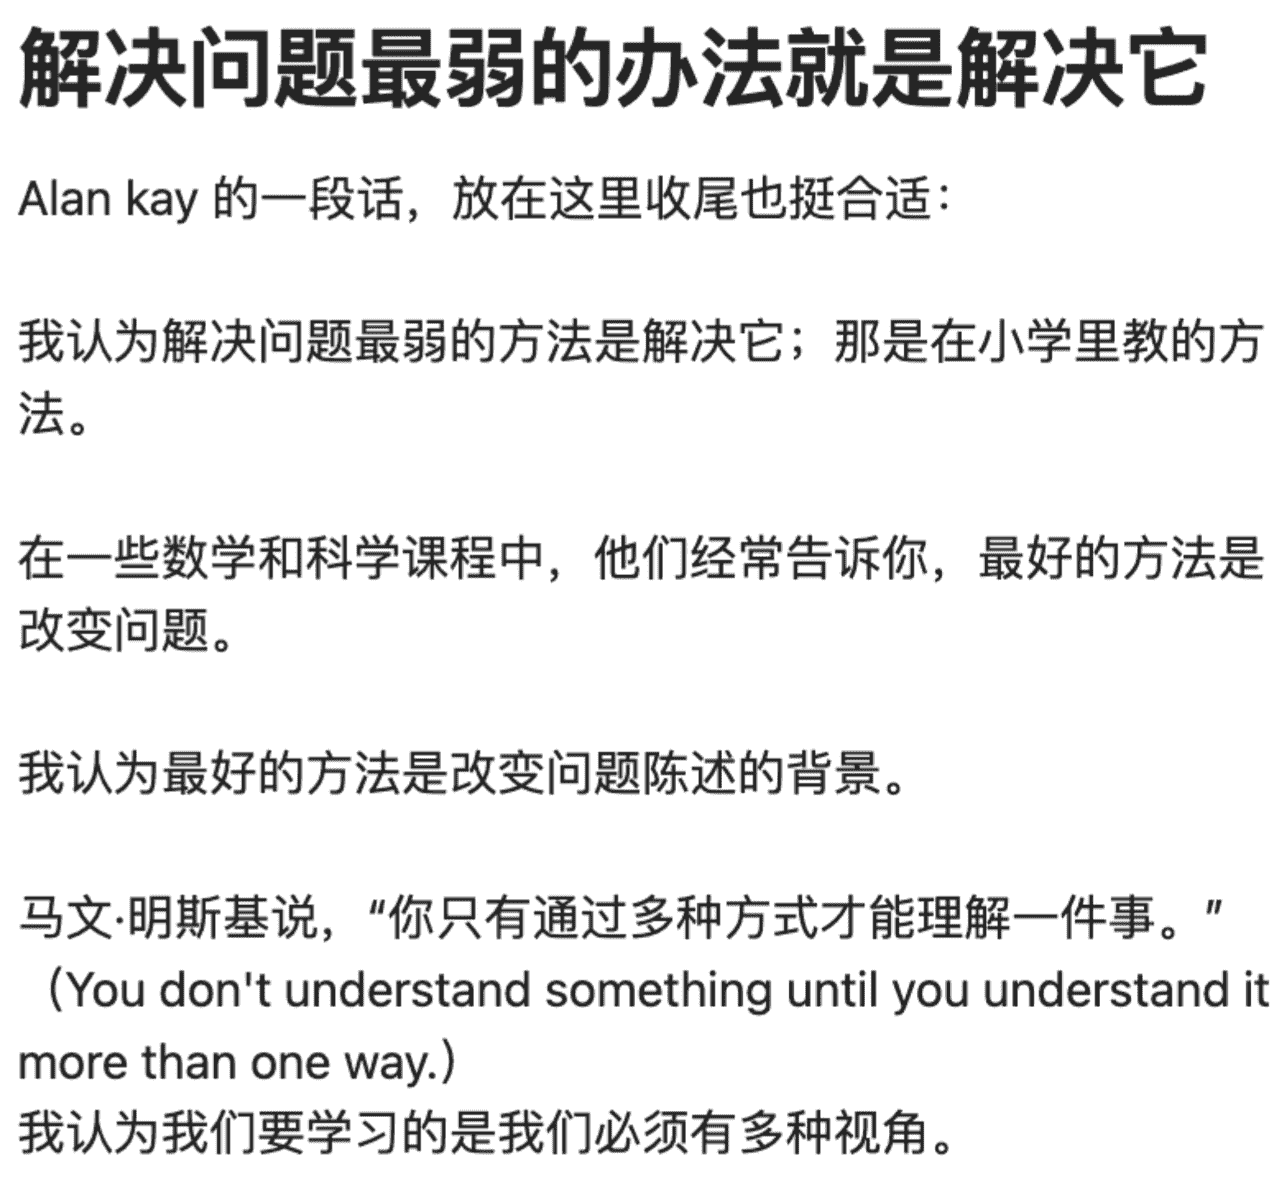 解决问题最弱的办法就是解决它
Alan kay 的一段话，放在这里收尾也挺合适：
我认为解决问题最弱的方法是解决它；那是在小学里教的方
法。
在一些数学和科学课程中，他们经常告诉你，最好的方法是
改变问题。
我认为最好的方法是改变问题陈述的背景。
马文·明斯基说，“你只有通过多种方式才能理解一件事。”
（You don't understand something until you understand it
more than one way.）
我认为我们要学习的是我们必须有多种视角。